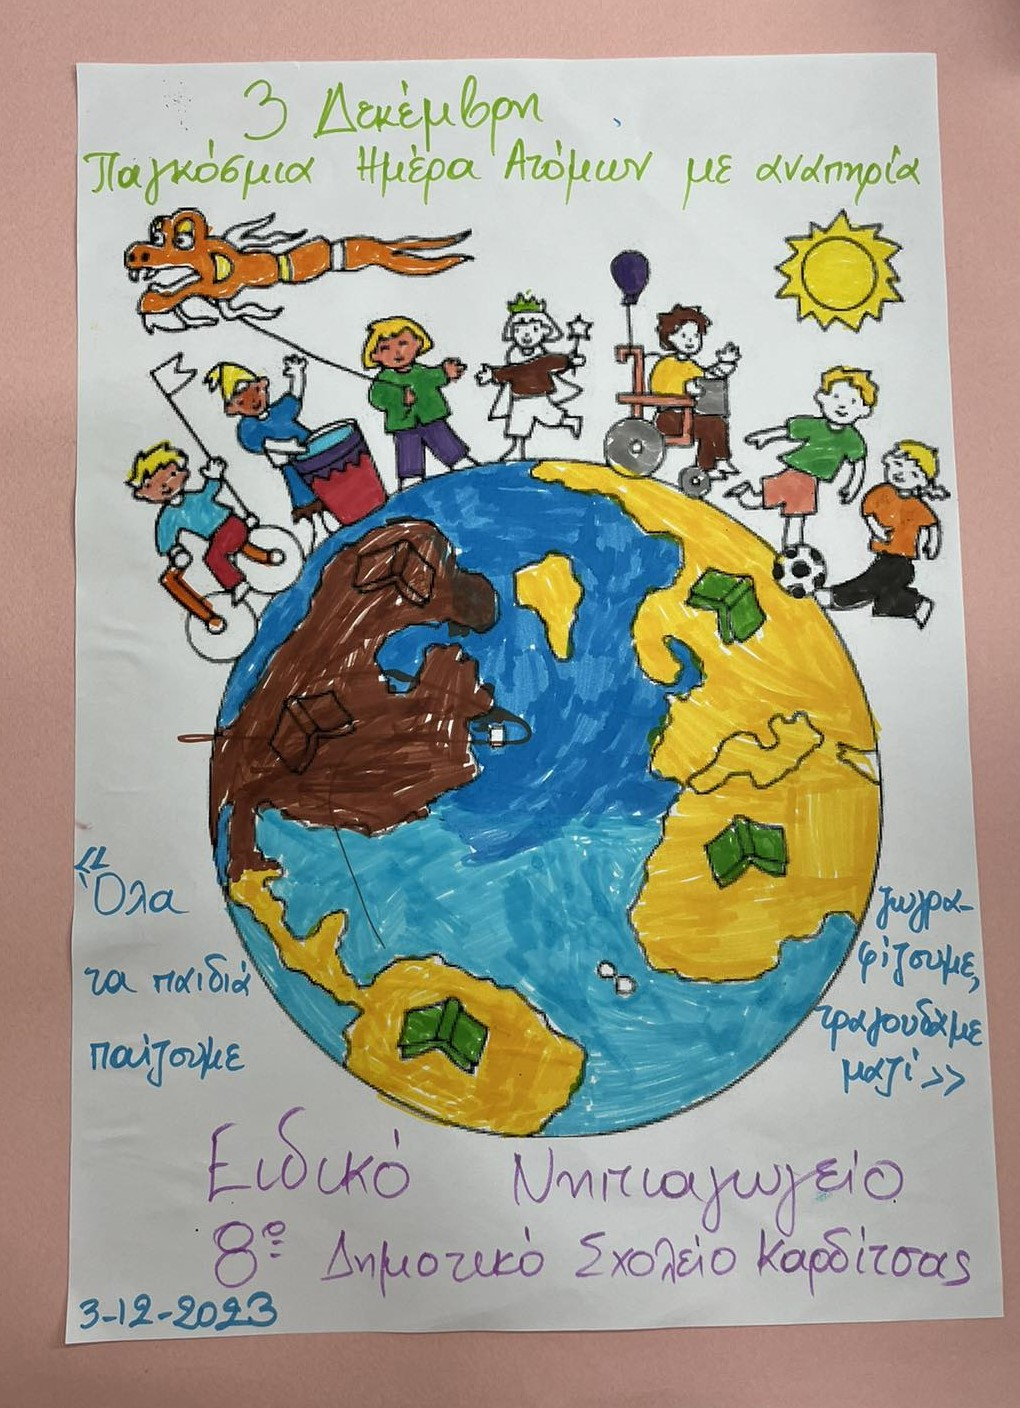 3 Δεκέμβρη
Παγκόσμια Ημέρα Ατόμων με αναπηρία
«Όλα
τα παιδιά
παίζουμε
ζωγρα-
φίζουμε,
τραγουδάμε
μαζί»
Ειδικό Νηπιαγωγείο
8ο Δημοτικό Σχολείο Καρδίτσας
3-12-2023